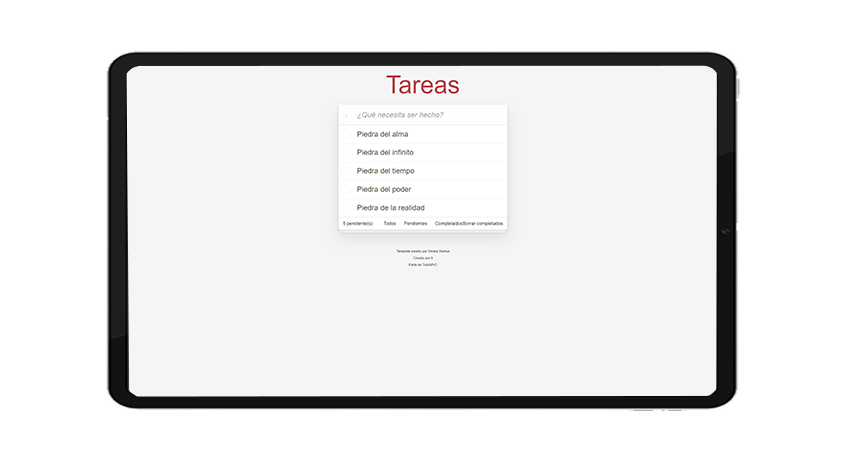 Tareas
¿Qué necesita ser hecho?
Piedra del alma
Piedra del infinito
Piedra del tiempo
Piedra del poder
Piedra de la realidad
5 pendiente(s) Todos Pendientes Completados Borrar completados
Template creado por Sindre Sorhus
Creado por ti
Parte de TodoMVC